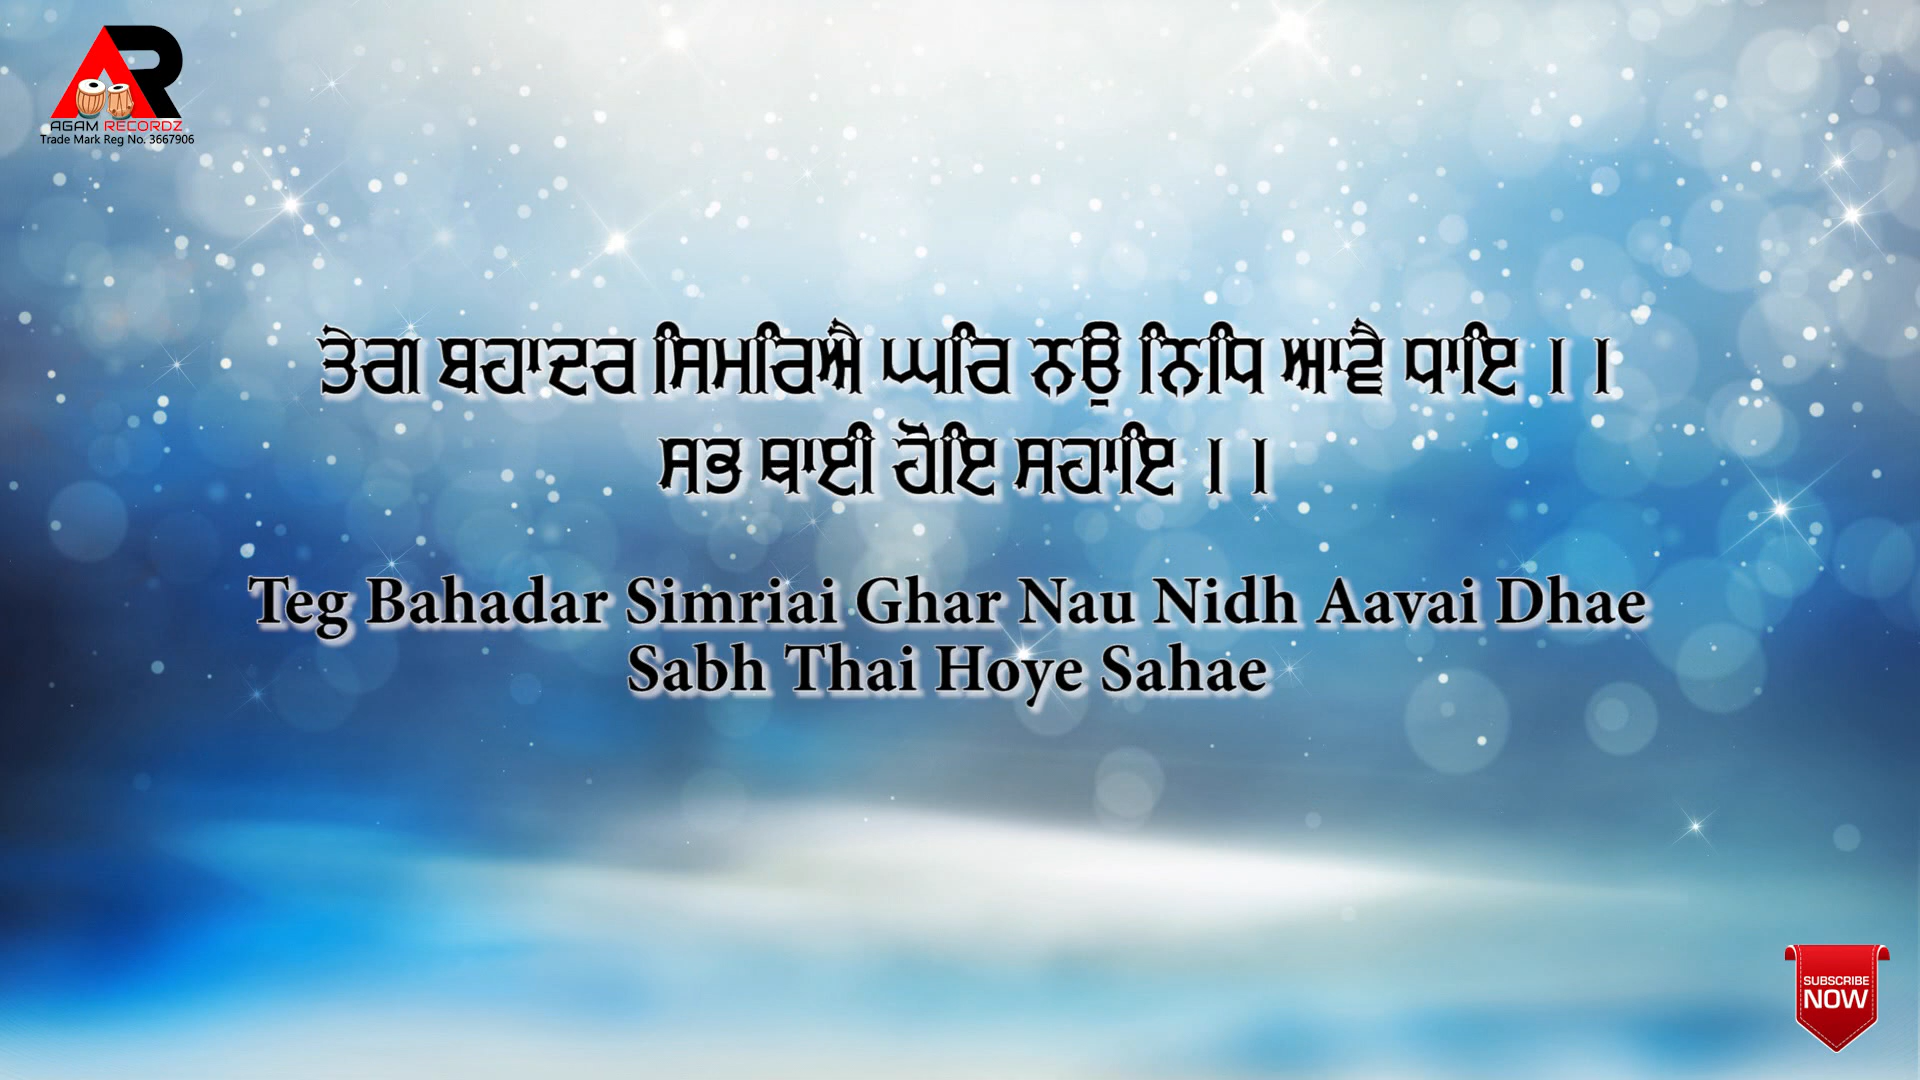 AR
AGAM RECORDZ
Trade Mark Reg No. 3667906
ਤੇਗ ਬਹਾਦਰ ਸਿਮਰਿਐ ਘਰਿ ਨਉ ਨਿਧਿ ਆਵੈ ਧਾਇ ।।
ਸਭ ਥਾਈ ਹੋਇ ਸਹਾਇ ।।
Teg Bahadar Simriai Ghar Nau Nidh Aavai Dhae
Sabh Thai Hoye Sahae
SUBSCRIBE
NOW